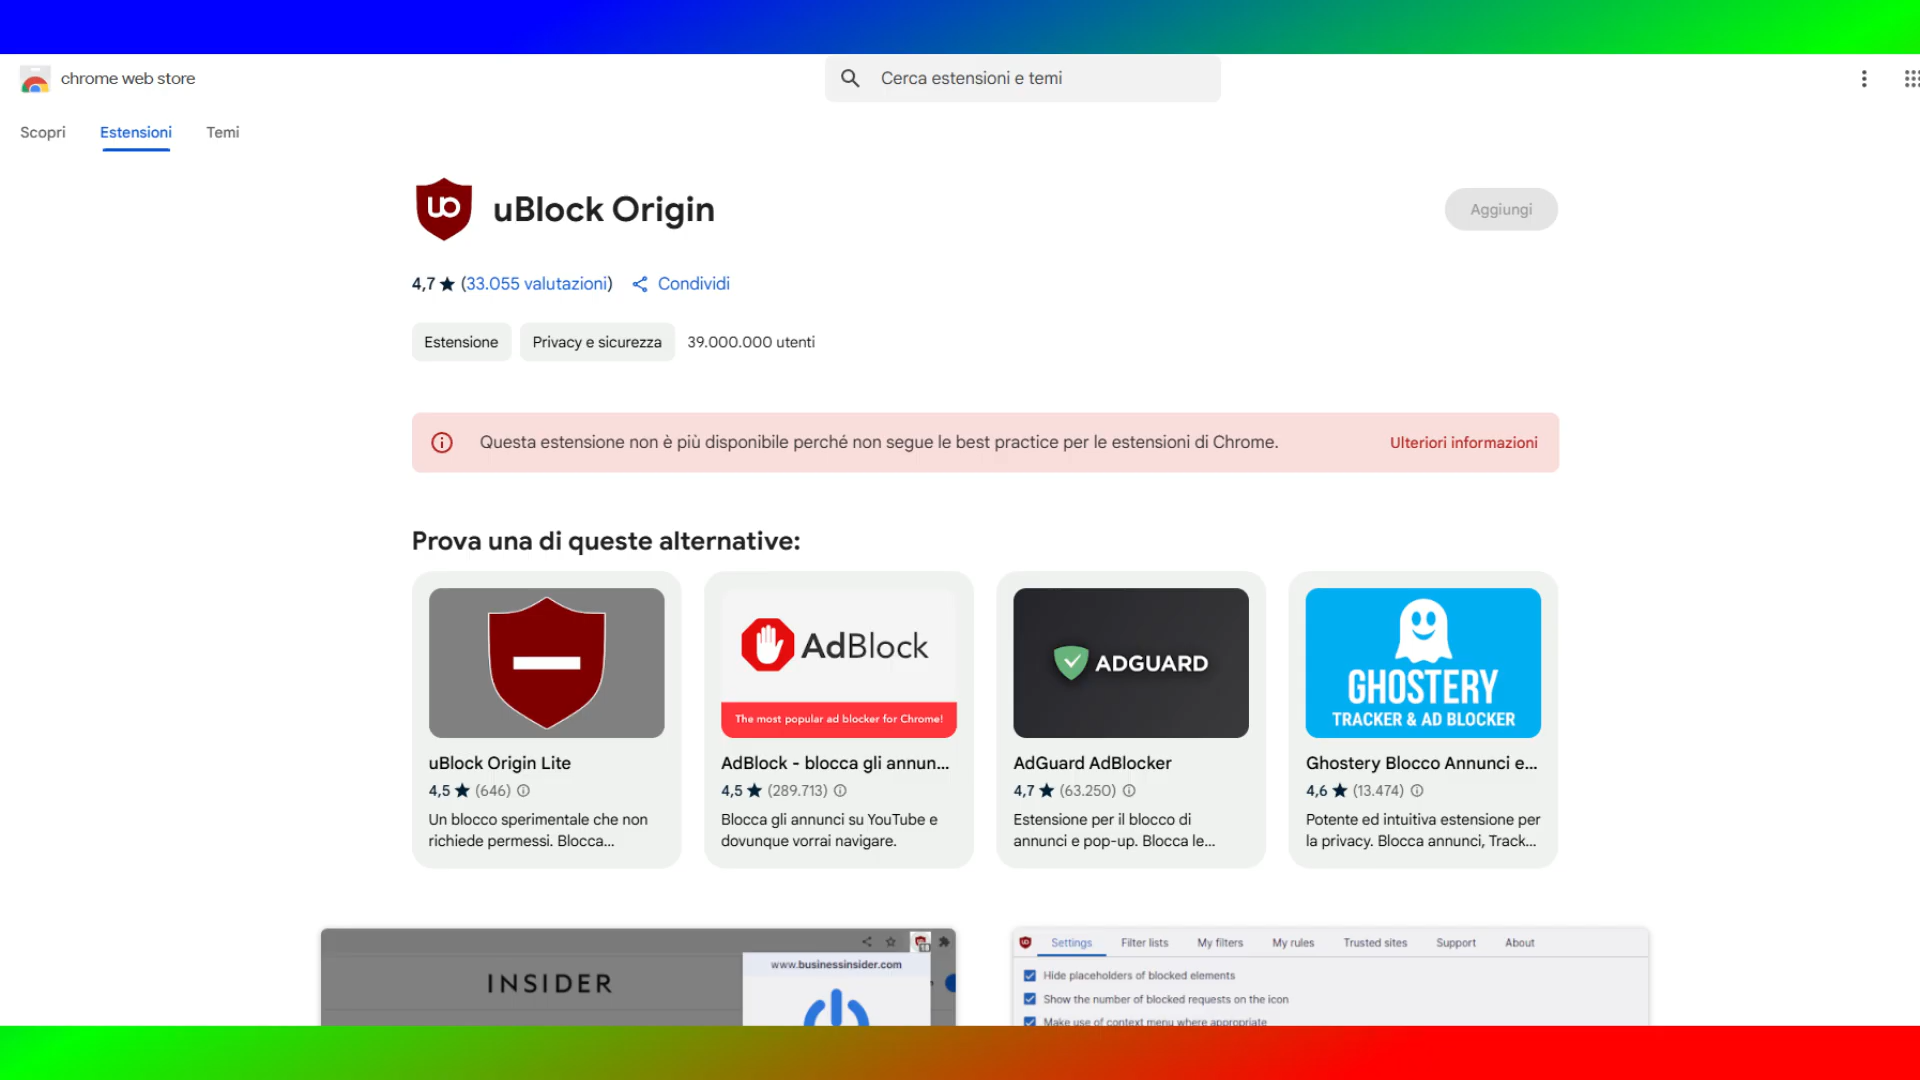 chrome web store
Cerca estensioni e temi
Scopri
Estensioni
Temi
uBlock Origin
Aggiungi
4,7 ★ (33.055 valutazioni)
Condividi
Estensione
Privacy e sicurezza
39.000.000 utenti
Questa estensione non è più disponibile perché non segue le best practice per le estensioni di Chrome.
Ulteriori informazioni
Prova una di queste alternative:
uBlock Origin Lite
4,5 ★ (646)
Un blocco sperimentale che non
richiede permessi. Blocca...
AdBlock
The most popular ad blocker for Chrome!
AdBlock - blocca gli annun...
4,5 ★ (289.713)
Blocca gli annunci su YouTube e
dovunque vorrai navigare.
ADGUARD
AdGuard AdBlocker
4,7 ★ (63.250)
Estensione per il blocco di
annunci e pop-up. Blocca le...
GHOSTERY
TRACKER & AD BLOCKER
Ghostery Blocco Annunci e...
4,6 ★ (13.474)
Potente ed intuitiva estensione per
la privacy. Blocca annunci, Track...
INSIDER
www.businessinsider.com
Settings
Filter lists
My filters
My rules
Trusted sites
Support
About
Hide placeholders of blocked elements
Show the number of blocked requests on the icon
Make use of context menu where appropriate